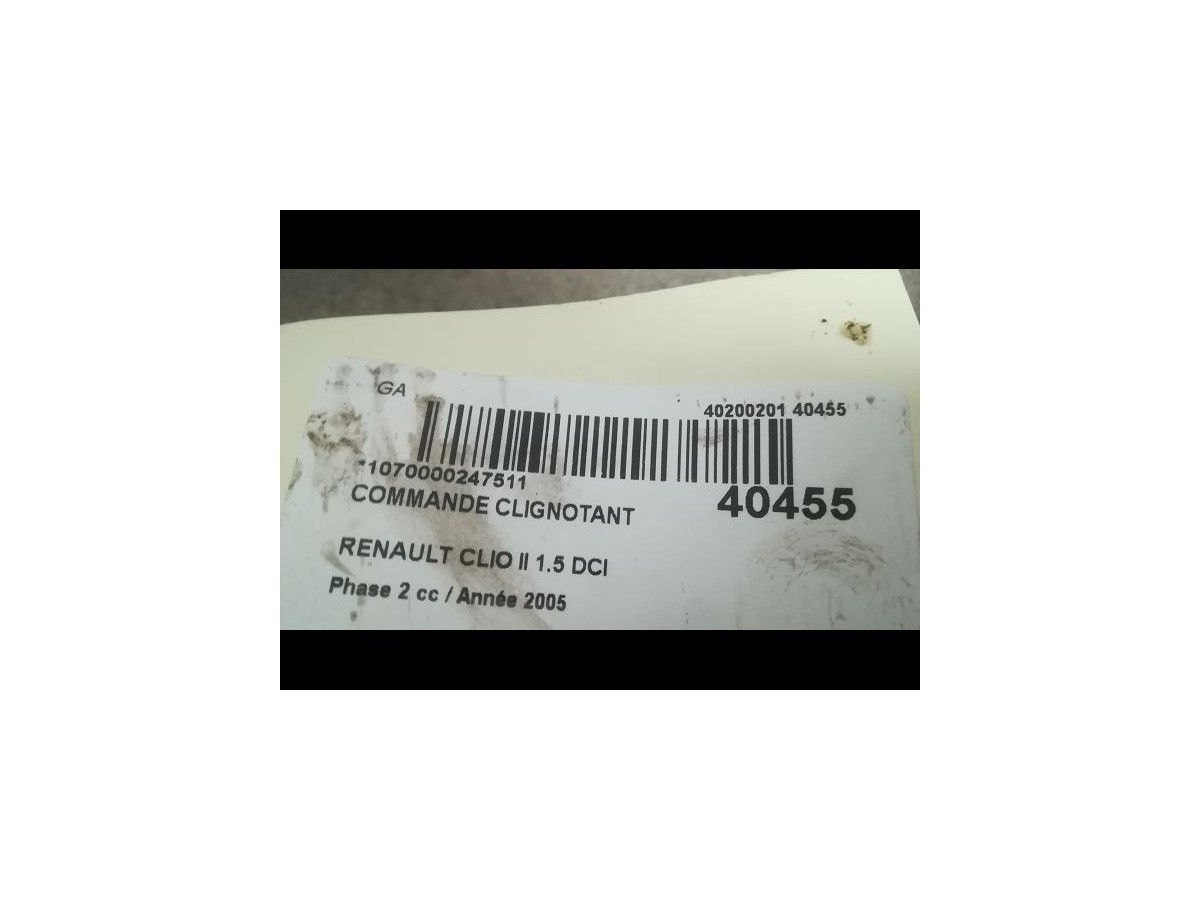 GA
40200201 40455
*1070000247511
40455
COMMANDE CLIGNOTANT
RENAULT CLIO II 1.5 DCI
Phase 2 cc / Année 2005